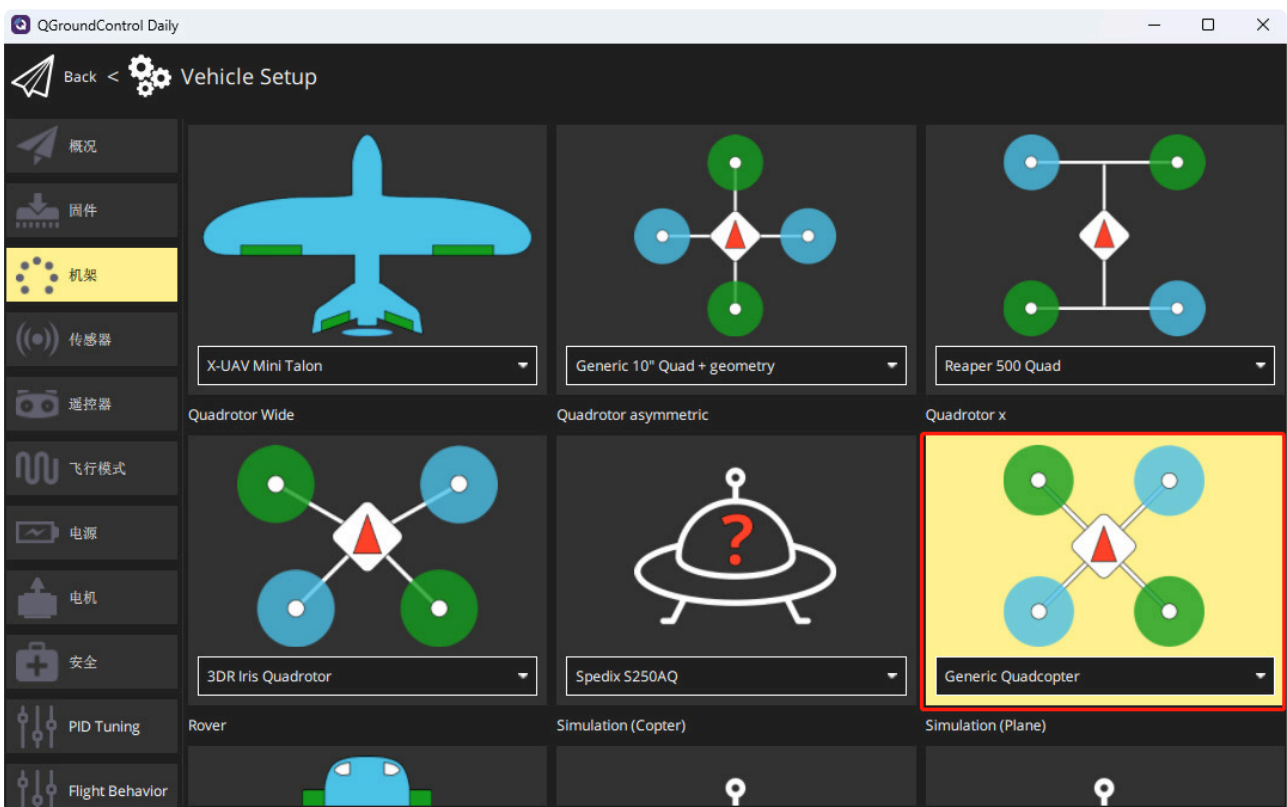 QGroundControl Daily
Back < Vehicle Setup
概况
固件
机架
传感器
遥控器
飞行模式
电源
电机
安全
PID Tuning
Flight Behavior
X-UAV Mini Talon
Generic 10" Quad + geometry
Reaper 500 Quad
Quadrotor Wide
Quadrotor asymmetric
Quadrotor x
?
3DR Iris Quadrotor
Spedix S250AQ
Generic Quadcopter
Rover
Simulation (Copter)
Simulation (Plane)